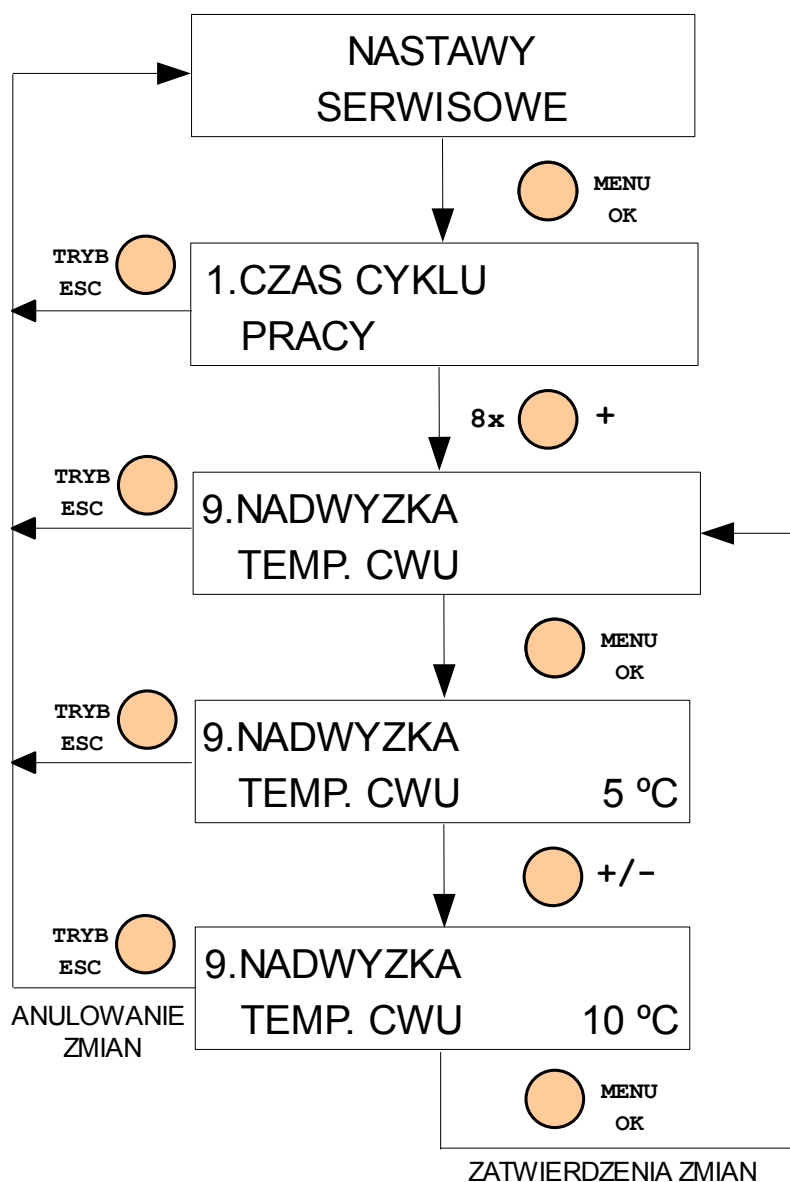 NASTAWY
SERWISOWE
MENU
OK
TRYB
ESC
1.CZAS CYKLU
PRACY
8x +
TRYB
ESC
9.NADWYZKA
TEMP. CWU
MENU
OK
TRYB
ESC
9.NADWYZKA
TEMP. CWU 5 ºC
+/-
TRYB
ESC
9.NADWYZKA
TEMP. CWU 10 ºC
ANULOWANIE
ZMIAN
MENU
OK
ZATWIERDZENIA ZMIAN